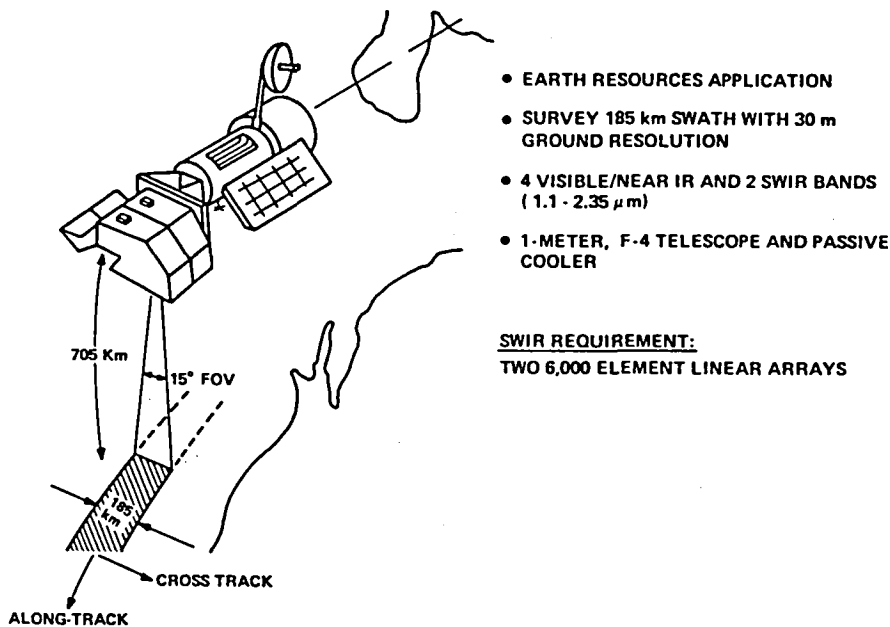 • EARTH RESOURCES APPLICATION
• SURVEY 185 km SWATH WITH 30 m
GROUND RESOLUTION
• 4 VISIBLE/NEAR IR AND 2 SWIR BANDS
( 1.1 - 2.35 μm)
• 1-METER, F-4 TELESCOPE AND PASSIVE
COOLER
SWIR REQUIREMENT:
TWO 6,000 ELEMENT LINEAR ARRAYS
705 Km
15° FOV
185
km
CROSS TRACK
ALONG-TRACK